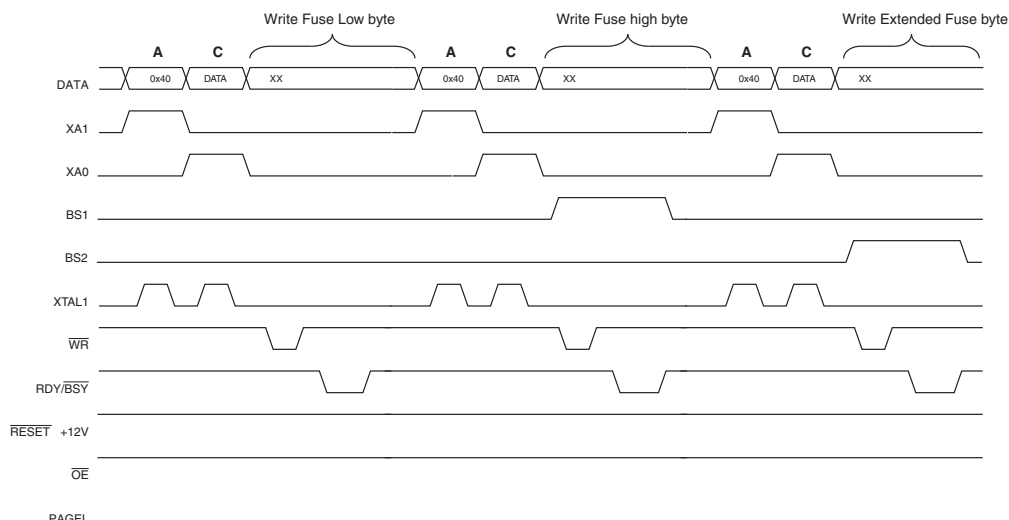 Write Fuse Low byte Write Fuse high byte Write Extended Fuse byte
A C A C A C
DATA 0x40 DATA XX 0x40 DATA XX 0x40 DATA XX
XA1
XA0
BS1
BS2
XTAL1
WR
RDY/BSY
RESET +12V
OE
PAGEL